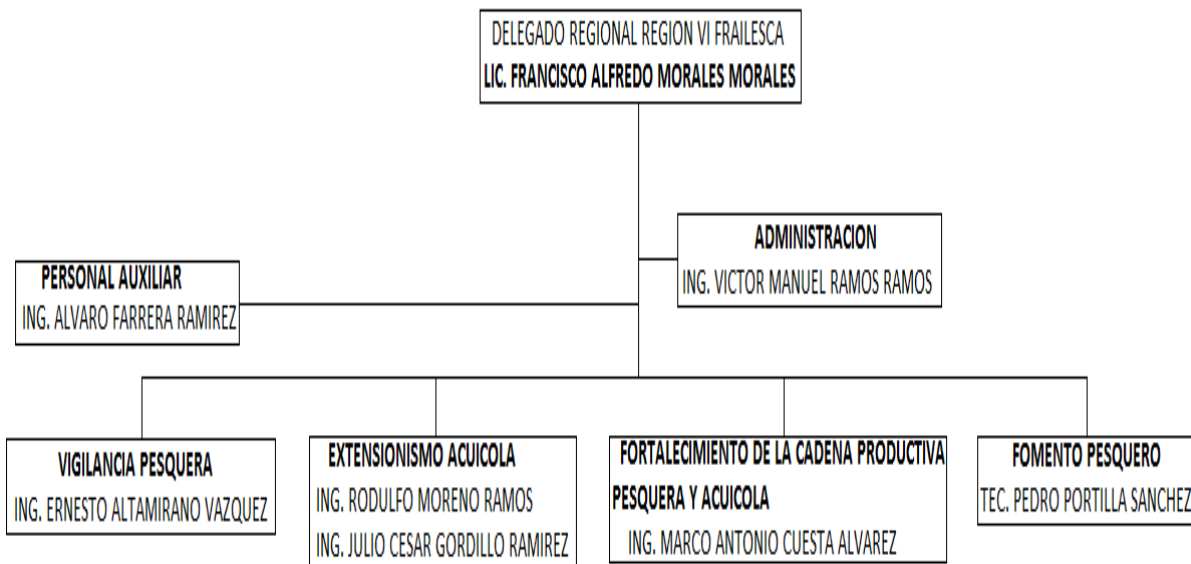 DELEGADO REGIONAL REGION VI FRAILESCA
LIC. FRANCISCO ALFREDO MORALES MORALES
ADMINISTRACION
ING. VICTOR MANUEL RAMOS RAMOS
PERSONAL AUXILIAR
ING. ALVARO FARRERA RAMIREZ
VIGILANCIA PESQUERA
ING. ERNESTO ALTAMIRANO VAZQUEZ
EXTENSIONISMO ACUICOLA
ING. RODULFO MORENO RAMOS
ING. JULIO CESAR GORDILLO RAMIREZ
FORTALECIMIENTO DE LA CADENA PRODUCTIVA
PESQUERA Y ACUICOLA
ING. MARCO ANTONIO CUESTA ALVAREZ
FOMENTO PESQUERO
TEC. PEDRO PORTILLA SANCHEZ